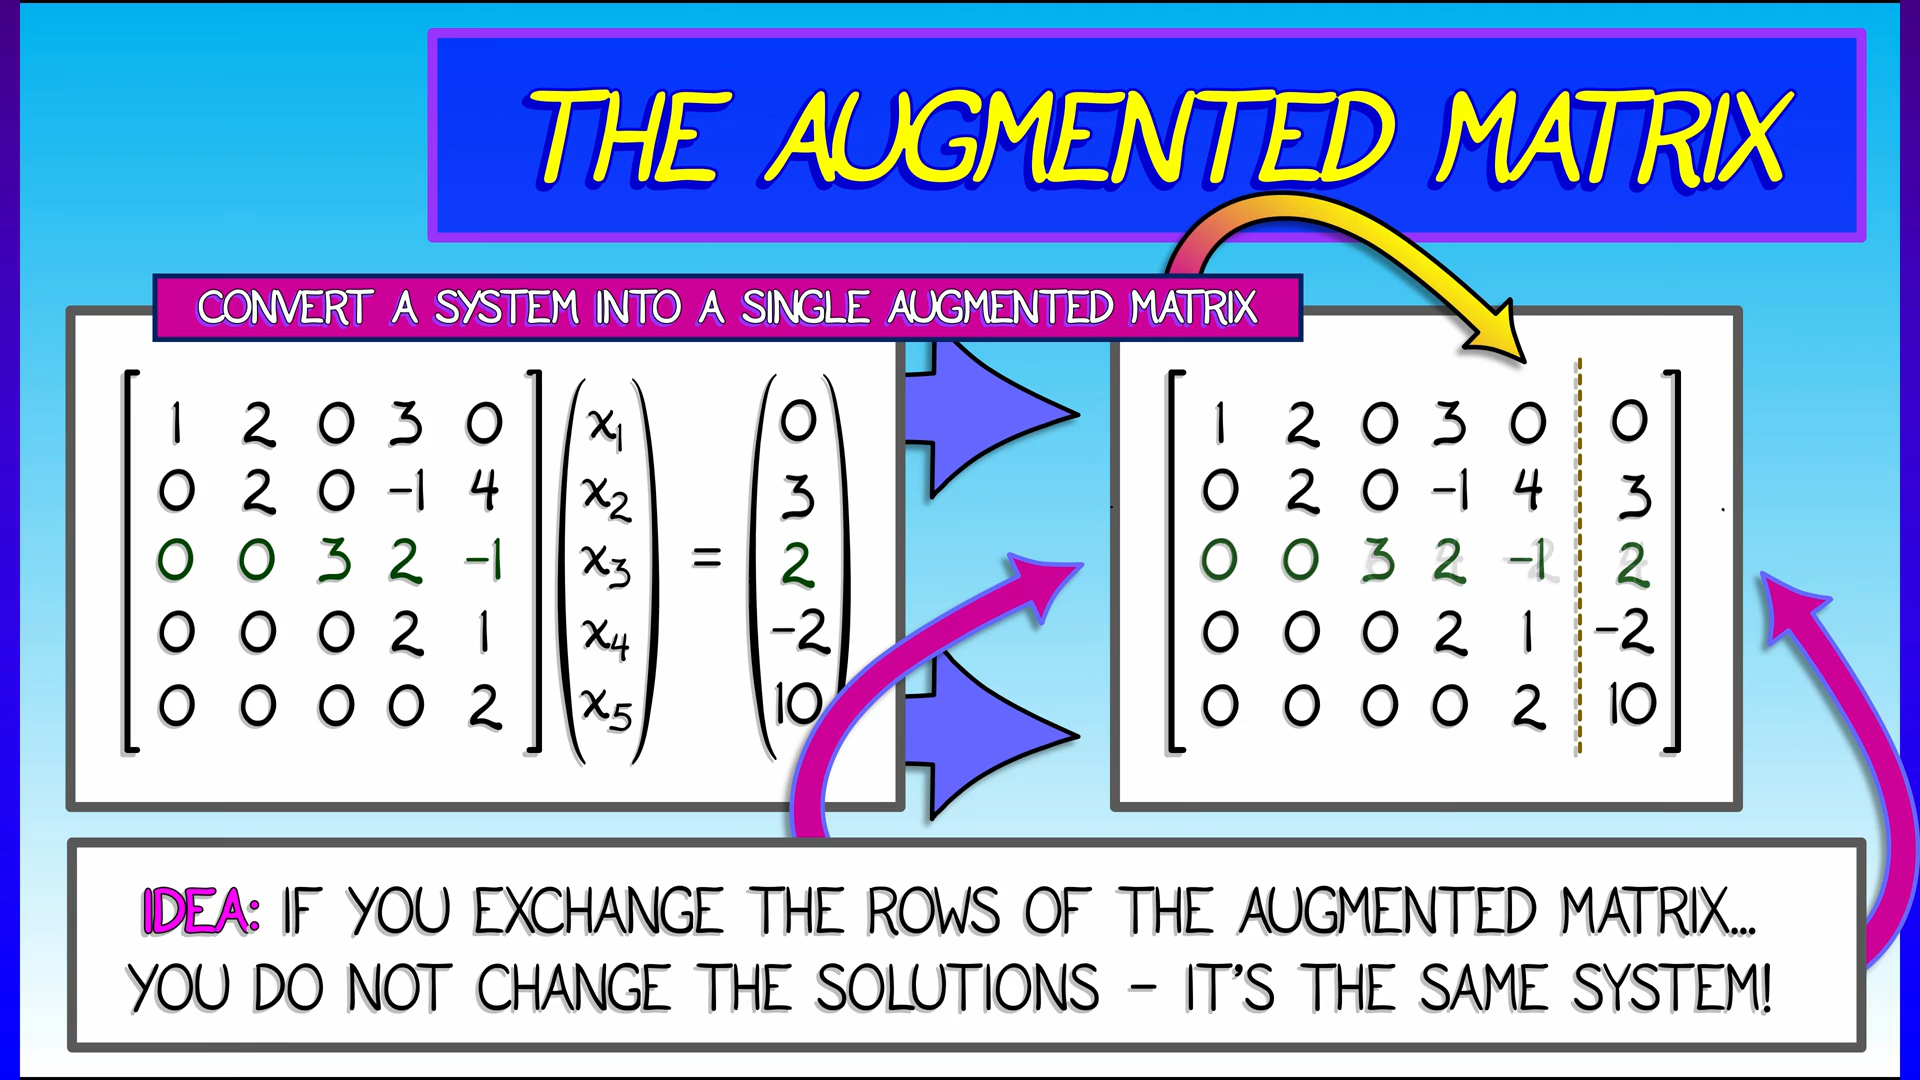 THE AUGMENTED MATRIX
CONVERT A SYSTEM INTO A SINGLE AUGMENTED MATRIX
1 2 0 3 0 x1 0
0 2 0 -1 4 x2 3
0 0 3 2 -1 x3 = 2
0 0 0 2 1 x4 -2
0 0 0 0 2 x5 10
1 2 0 3 0 0
0 2 0 -1 4 3
0 0 3 2 -1 2
0 0 0 2 1 -2
0 0 0 0 2 10
IDEA: IF YOU EXCHANGE THE ROWS OF THE AUGMENTED MATRIX...
YOU DO NOT CHANGE THE SOLUTIONS - IT'S THE SAME SYSTEM!